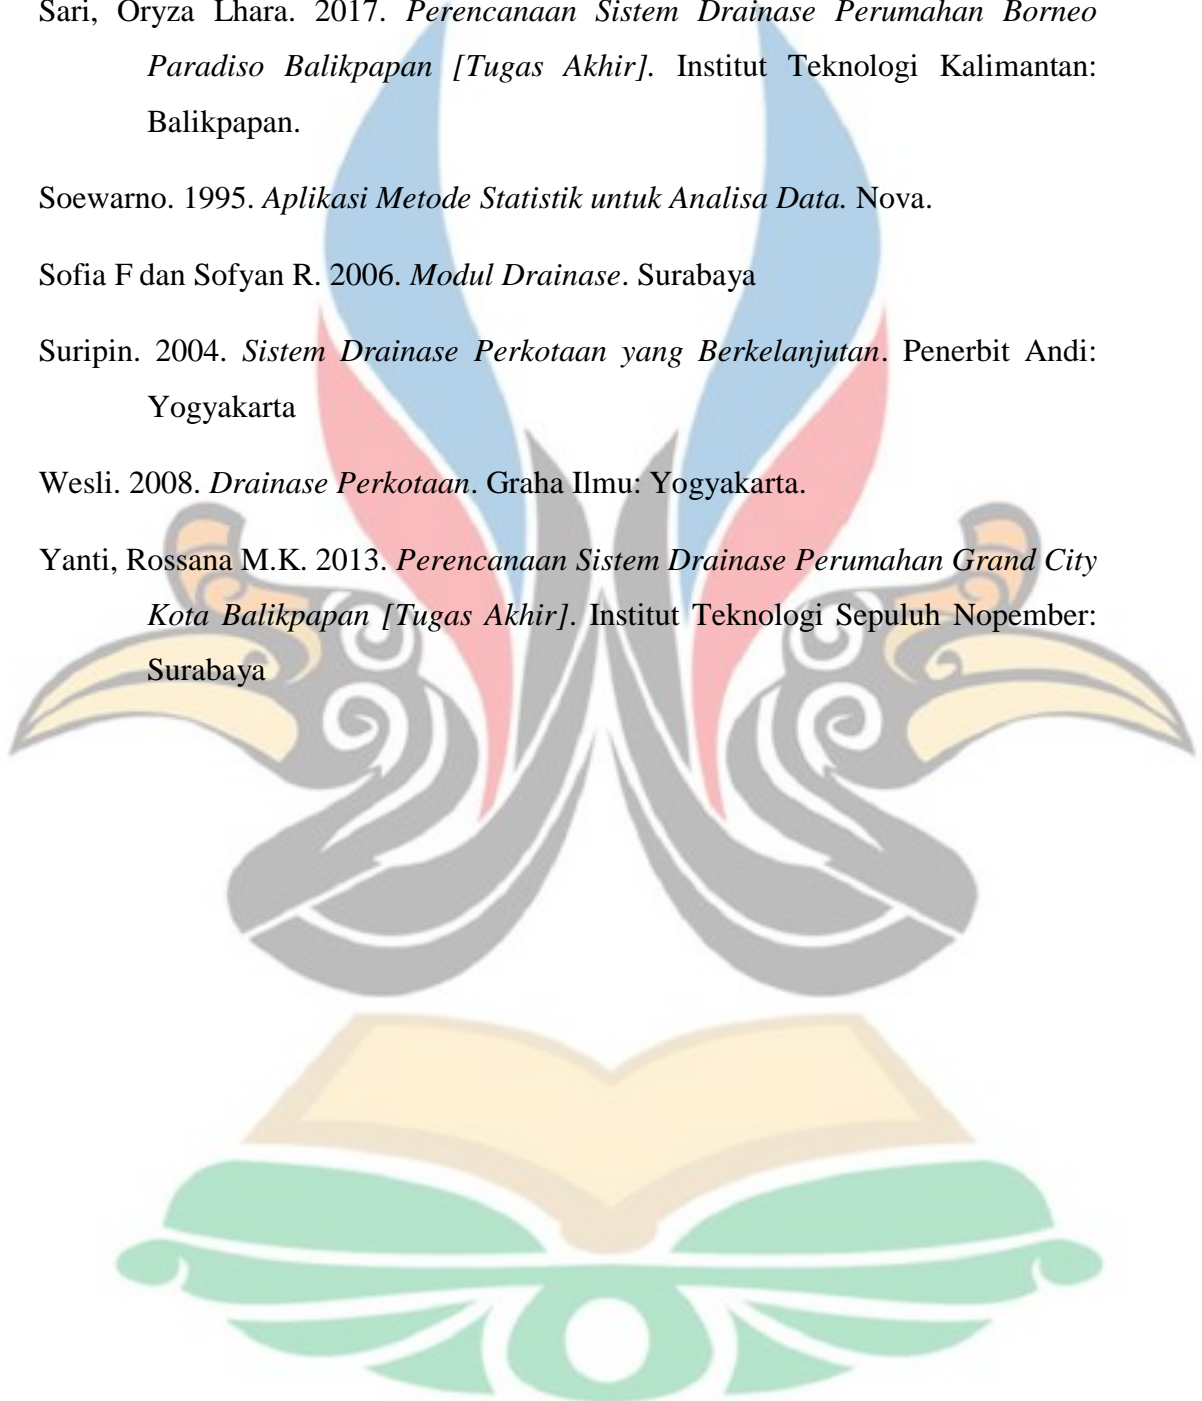 Sari, Oryza Lhara. 2017. Perencanaan Sistem Drainase Perumahan Borneo
Paradiso Balikpapan [Tugas Akhir]. Institut Teknologi Kalimantan:
Balikpapan.
Soewarno. 1995. Aplikasi Metode Statistik untuk Analisa Data. Nova.
Sofia F dan Sofyan R. 2006. Modul Drainase. Surabaya
Suripin. 2004. Sistem Drainase Perkotaan yang Berkelanjutan. Penerbit Andi:
Yogyakarta
Wesli. 2008. Drainase Perkotaan. Graha Ilmu: Yogyakarta.
Yanti, Rossana M.K. 2013. Perencanaan Sistem Drainase Perumahan Grand City
Kota Balikpapan [Tugas Akhir]. Institut Teknologi Sepuluh Nopember:
Surabaya